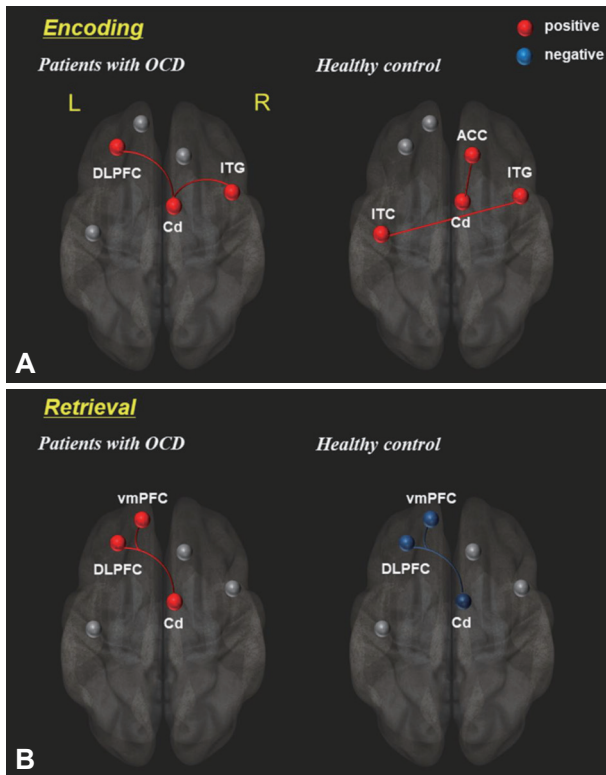 Encoding
positive
negative
Patients with OCD
Healthy control
L
R
DLPFC
ITG
Cd
ACC
ITG
ITC
Cd
A
Retrieval
Patients with OCD
Healthy control
vmPFC
DLPFC
Cd
vmPFC
DLPFC
Cd
B